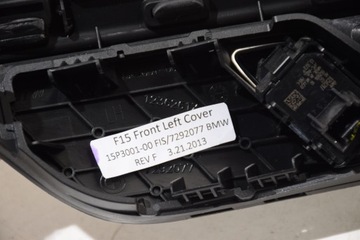 F15 Front Left Cover
15P3001-00 FIS/7292077 BMW
REV F 3.21.2013